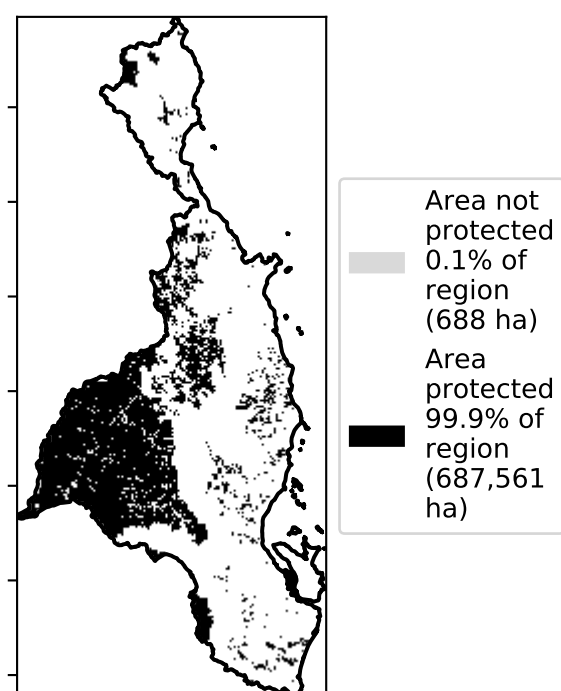 Area not
protected
0.1% of
region
(688 ha)
Area
protected
99.9% of
region
(687,561
ha)